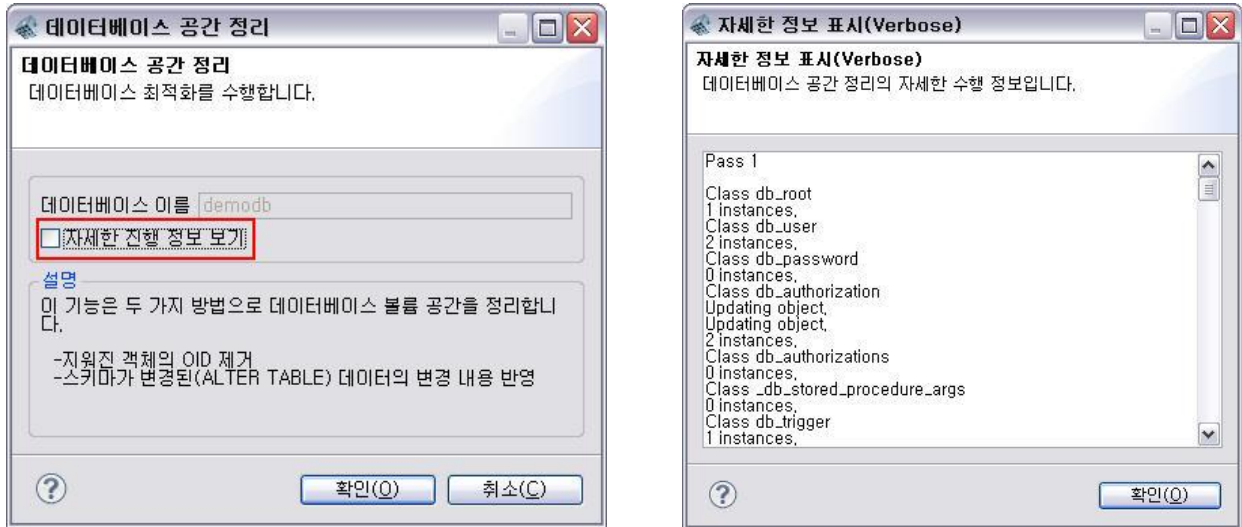 데이터베이스 공간 정리
데이터베이스 공간 정리
데이터베이스 최적화를 수행합니다.
데이터베이스 이름 demodb
자세한 진행 정보 보기
설명
이 기능은 두 가지 방법으로 데이터베이스 볼륨 공간을 정리합니
다.
-지워진 객체의 OID 제거
-스키마가 변경된(ALTER TABLE) 데이터의 변경 내용 반영
확인(O) 취소(C)
자세한 정보 표시(Verbose)
자세한 정보 표시(Verbose)
데이터베이스 공간 정리의 자세한 수행 정보입니다.
Pass 1
Class db_root
1 instances.
Class db_user
2 instances.
Class db_password
0 instances.
Class db_authorization
Updating object.
Updating object.
2 instances.
Class db_authorizations
0 instances.
Class _db_stored_procedure_args
0 instances.
Class db_trigger
1 instances.
확인(O)